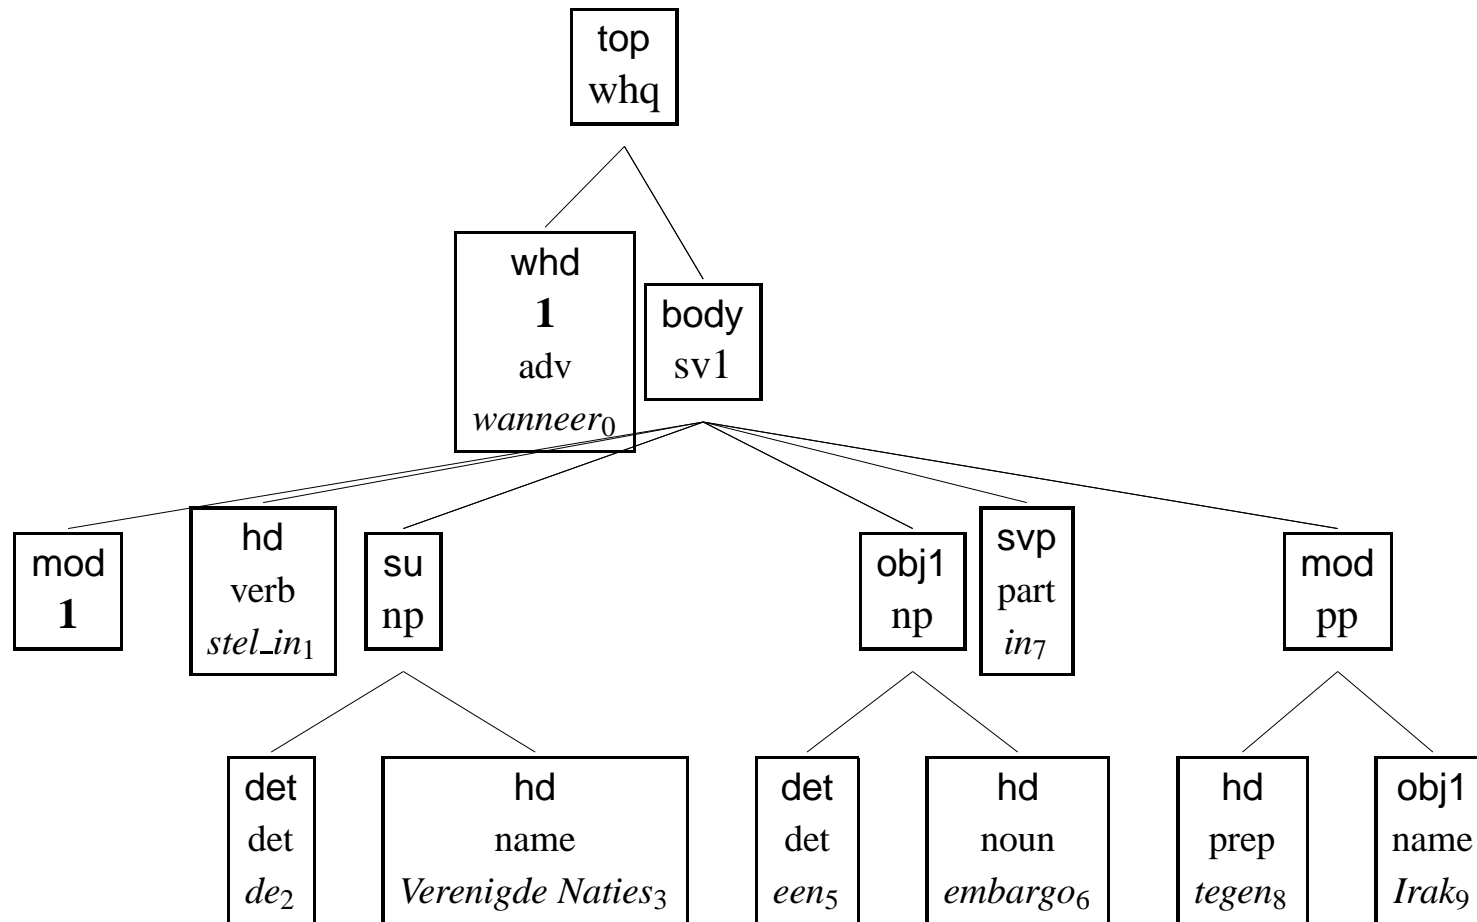 top
whq
whd
1
adv
wanneer0
body
sv1
mod
1
hd
verb
stel_in1
su
np
obj1
np
svp
part
in7
mod
pp
det
det
de2
hd
name
Verenigde Naties3
det
det
een5
hd
noun
embargo6
hd
prep
tegen8
obj1
name
Irak9